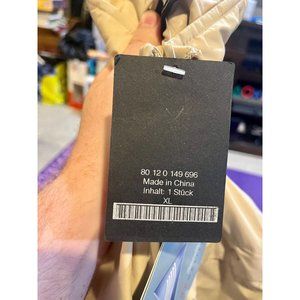 80 12 0 149 696
Made in China
Inhalt: 1 Stück
XL